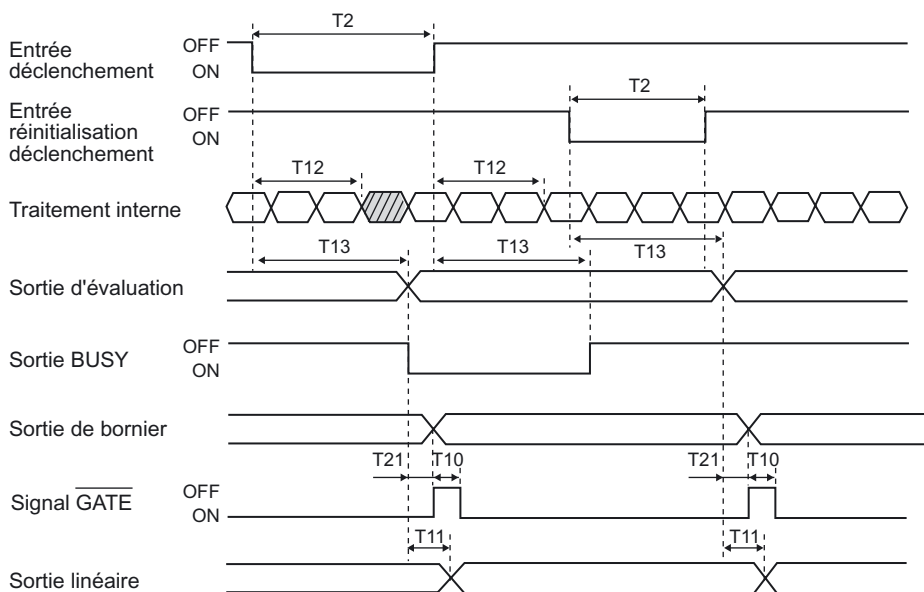 T2
Entrée
déclenchement
OFF
ON
T2
Entrée
réinitialisation
déclenchement
OFF
ON
T12
T12
Traitement interne
T13
T13
T13
Sortie d'évaluation
Sortie BUSY
OFF
ON
Sortie de bornier
T21
T10
T21
T10
Signal GATE
OFF
ON
T11
T11
Sortie linéaire